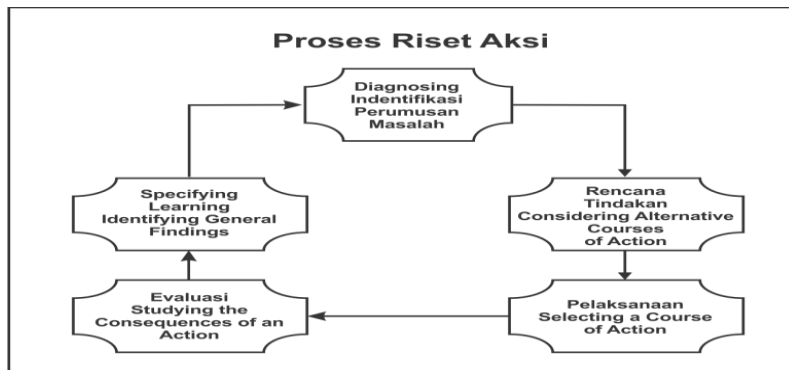 Proses Riset Aksi
Diagnosing
Indentifikasi
Perumusan
Masalah
Rencana
Tindakan
Considering Alternative
Courses
of Action
Pelaksanaan
Selecting a Course
of Action
Evaluasi
Studying the
Consequences of an
Action
Specifying
Learning
Identifying General
Findings